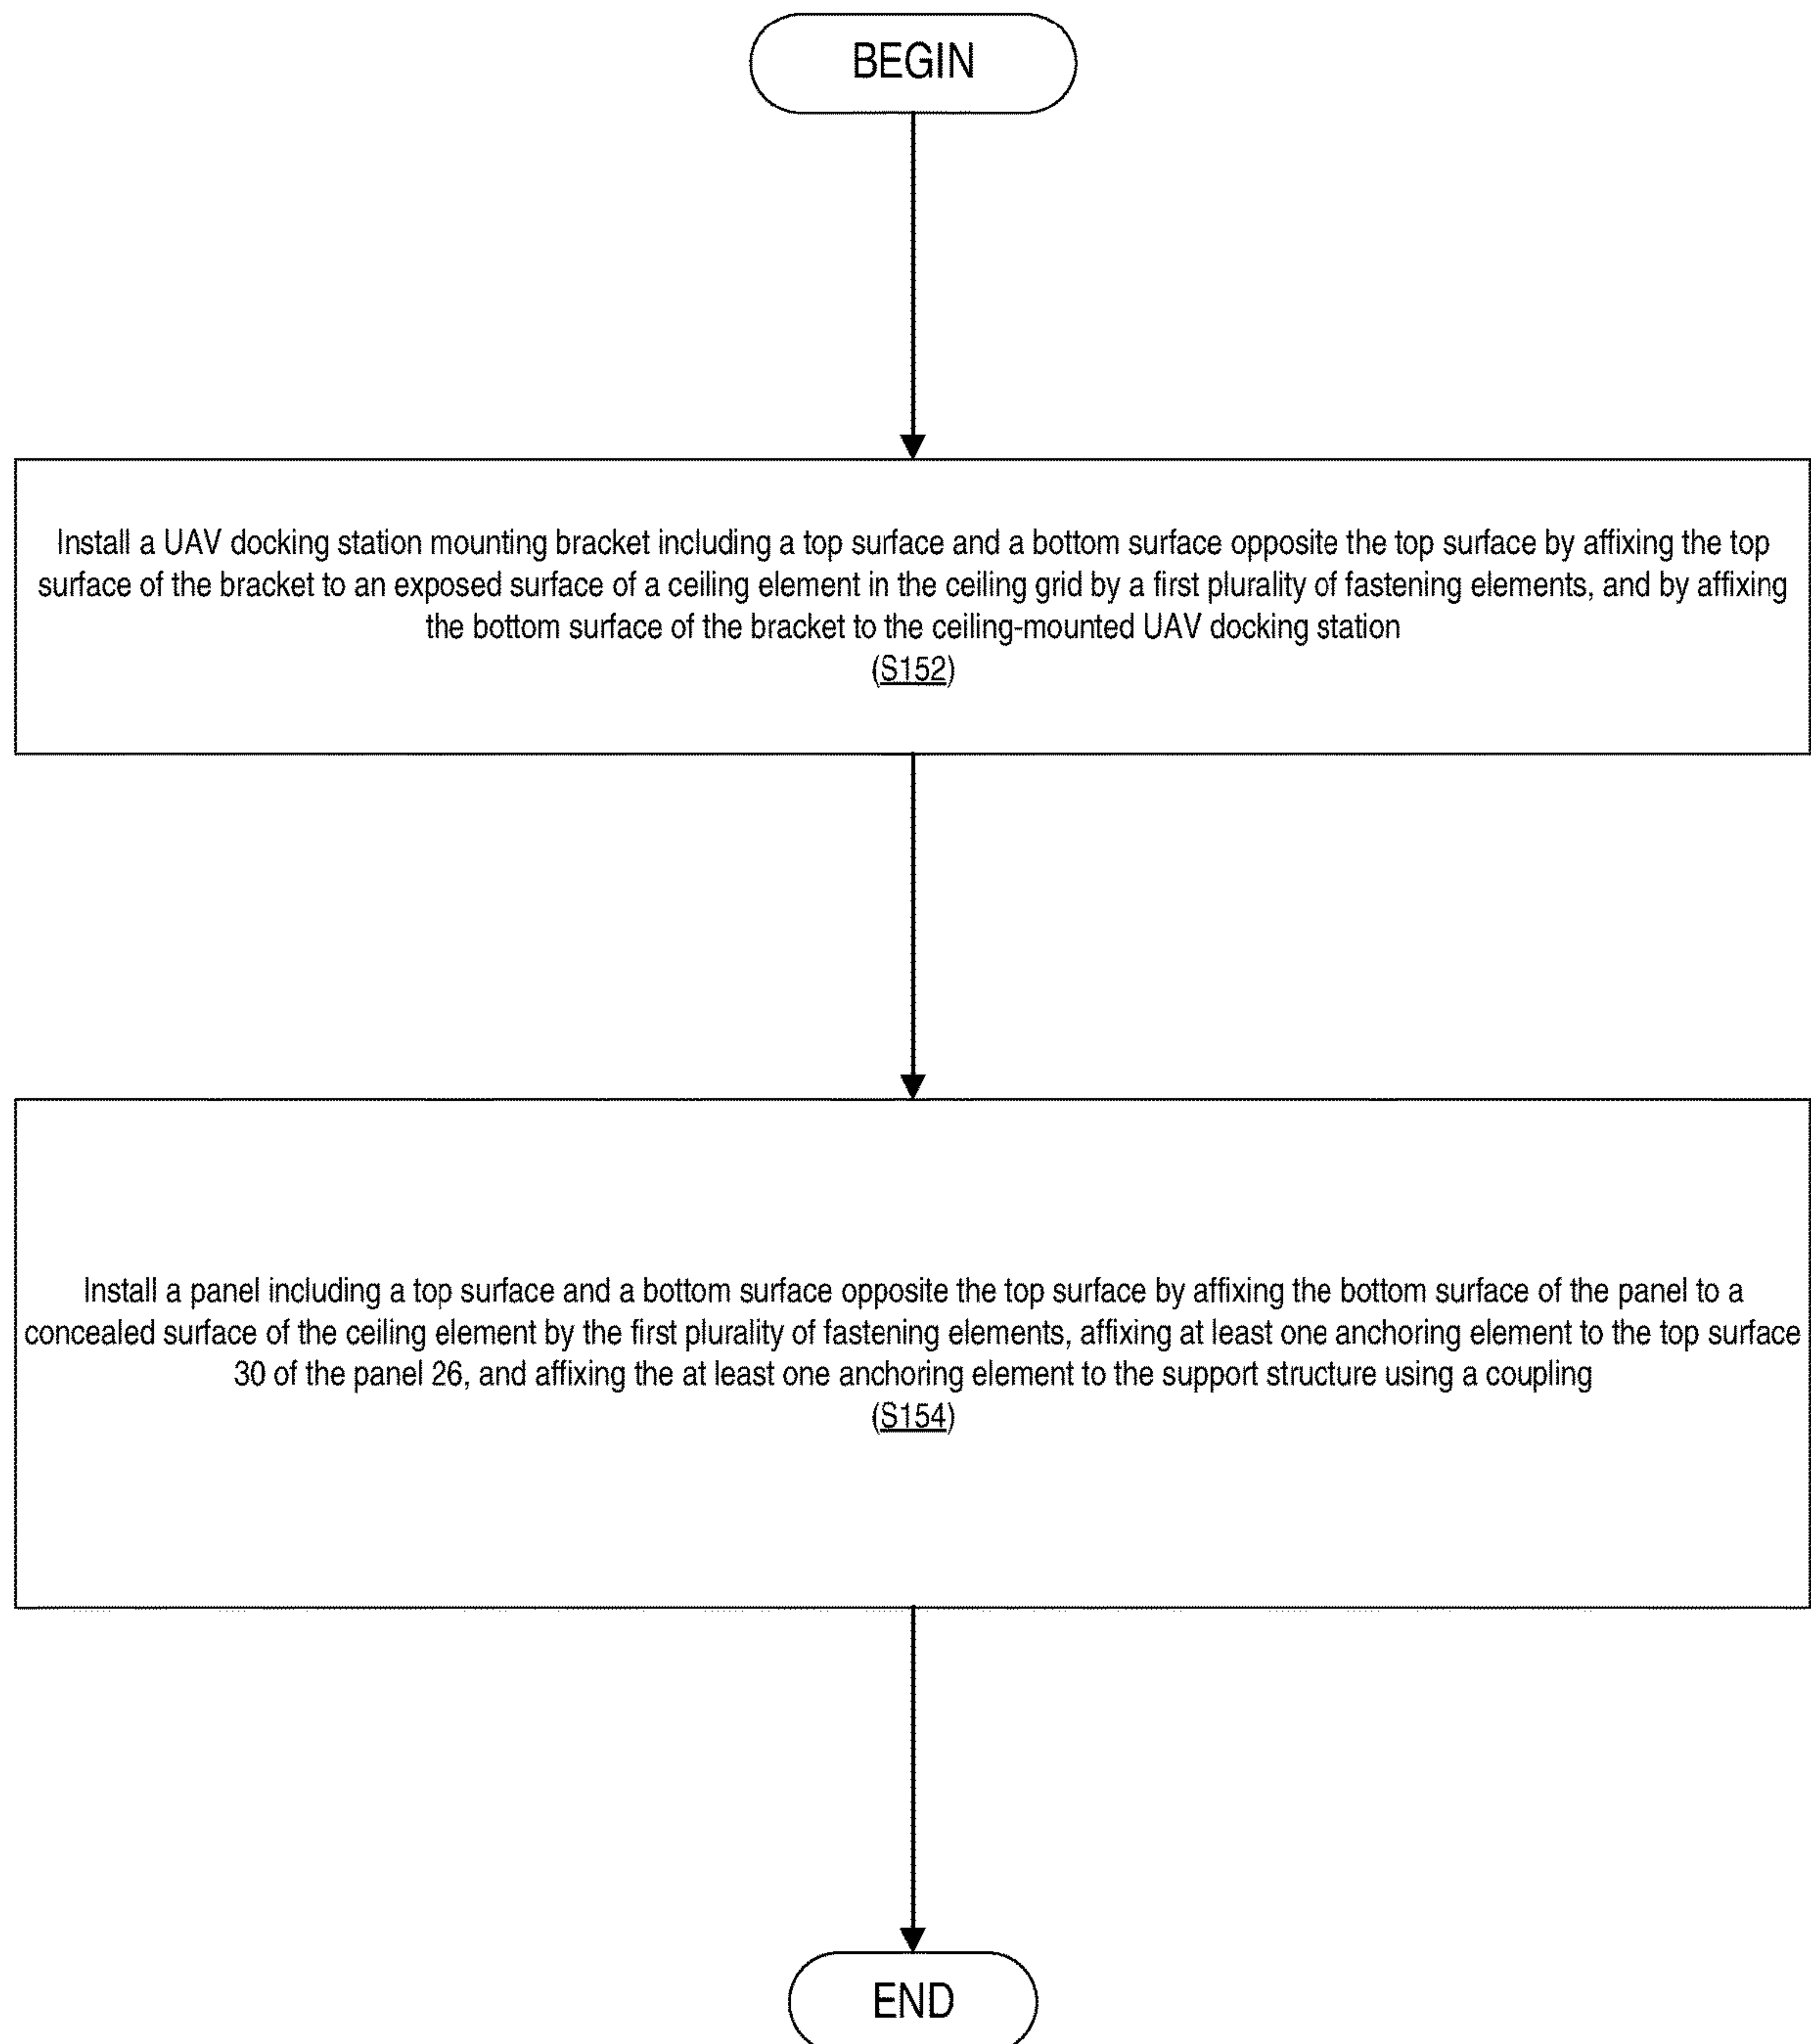 BEGIN
Install a UAV docking station mounting bracket including a top surface and a bottom surface opposite the top surface by affixing the top
surface of the bracket to an exposed surface of a ceiling element in the ceiling grid by a first plurality of fastening elements, and by affixing
the bottom surface of the bracket to the ceiling-mounted UAV docking station
(S152)
Install a panel including a top surface and a bottom surface opposite the top surface by affixing the bottom surface of the panel to a
concealed surface of the ceiling element by the first plurality of fastening elements, affixing at least one anchoring element to the top surface
30 of the panel 26, and affixing the at least one anchoring element to the support structure using a coupling
(S154)
END